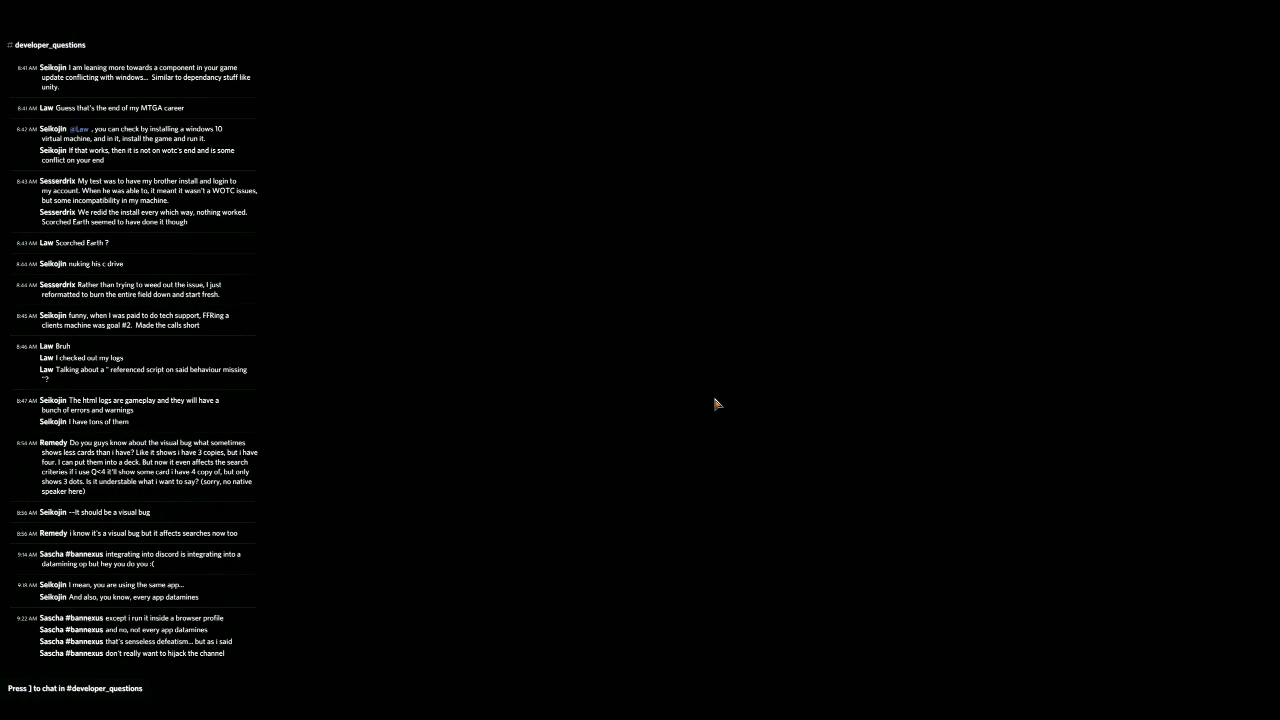 # developer_questions
8:41 AM Seikojin I am leaning more towards a component in your game
update conflicting with windows... Similar to dependancy stuff like
unity.
8:41 AM Law Guess that's the end of my MTGA career
8:42 AM Seikojin @Law , you can check by installing a windows 10
virtual machine, and in it, install the game and run it.
Seikojin If that works, then it is not on wotc's end and is some
conflict on your end
8:43 AM Sesserdrix My test was to have my brother install and login to
my account. When he was able to, it meant it wasn't a WOTC issues,
but some incompatibility in my machine.
Sesserdrix We redid the install every which way, nothing worked.
Scorched Earth seemed to have done it though
8:43 AM Law Scorched Earth ?
8:44 AM Seikojin nuking his c drive
8:44 AM Sesserdrix Rather than trying to weed out the issue, I just
reformatted to burn the entire field down and start fresh.
8:45 AM Seikojin funny, when I was paid to do tech support, FFRing a
clients machine was goal #2. Made the calls short
8:46 AM Law Bruh
Law I checked out my logs
Law Talking about a " referenced script on said behaviour missing
"?
8:47 AM Seikojin The html logs are gameplay and they will have a
bunch of errors and warnings
Seikojin I have tons of them
8:54 AM Remedy Do you guys know about the visual bug what sometimes
shows less cards than i have? Like it shows i have 3 copies, but i have
four. I can put them into a deck. But now it even affects the search
criteries if i use Q<4 it'll show some card i have 4 copy of, but only
shows 3 dots. Is it understable what i want to say? (sorry, no native
speaker here)
8:56 AM Seikojin --It should be a visual bug
8:56 AM Remedy i know it's a visual bug but it affects searches now too
9:14 AM Sascha #bannexus integrating into discord is integrating into a
datamining op but hey you do you :(
9:18 AM Seikojin I mean, you are using the same app...
Seikojin And also, you know, every app datamines
9:22 AM Sascha #bannexus except i run it inside a browser profile
Sascha #bannexus and no, not every app datamines
Sascha #bannexus that's senseless defeatism... but as i said
Sascha #bannexus don't really want to hijack the channel
Press ] to chat in #developer_questions